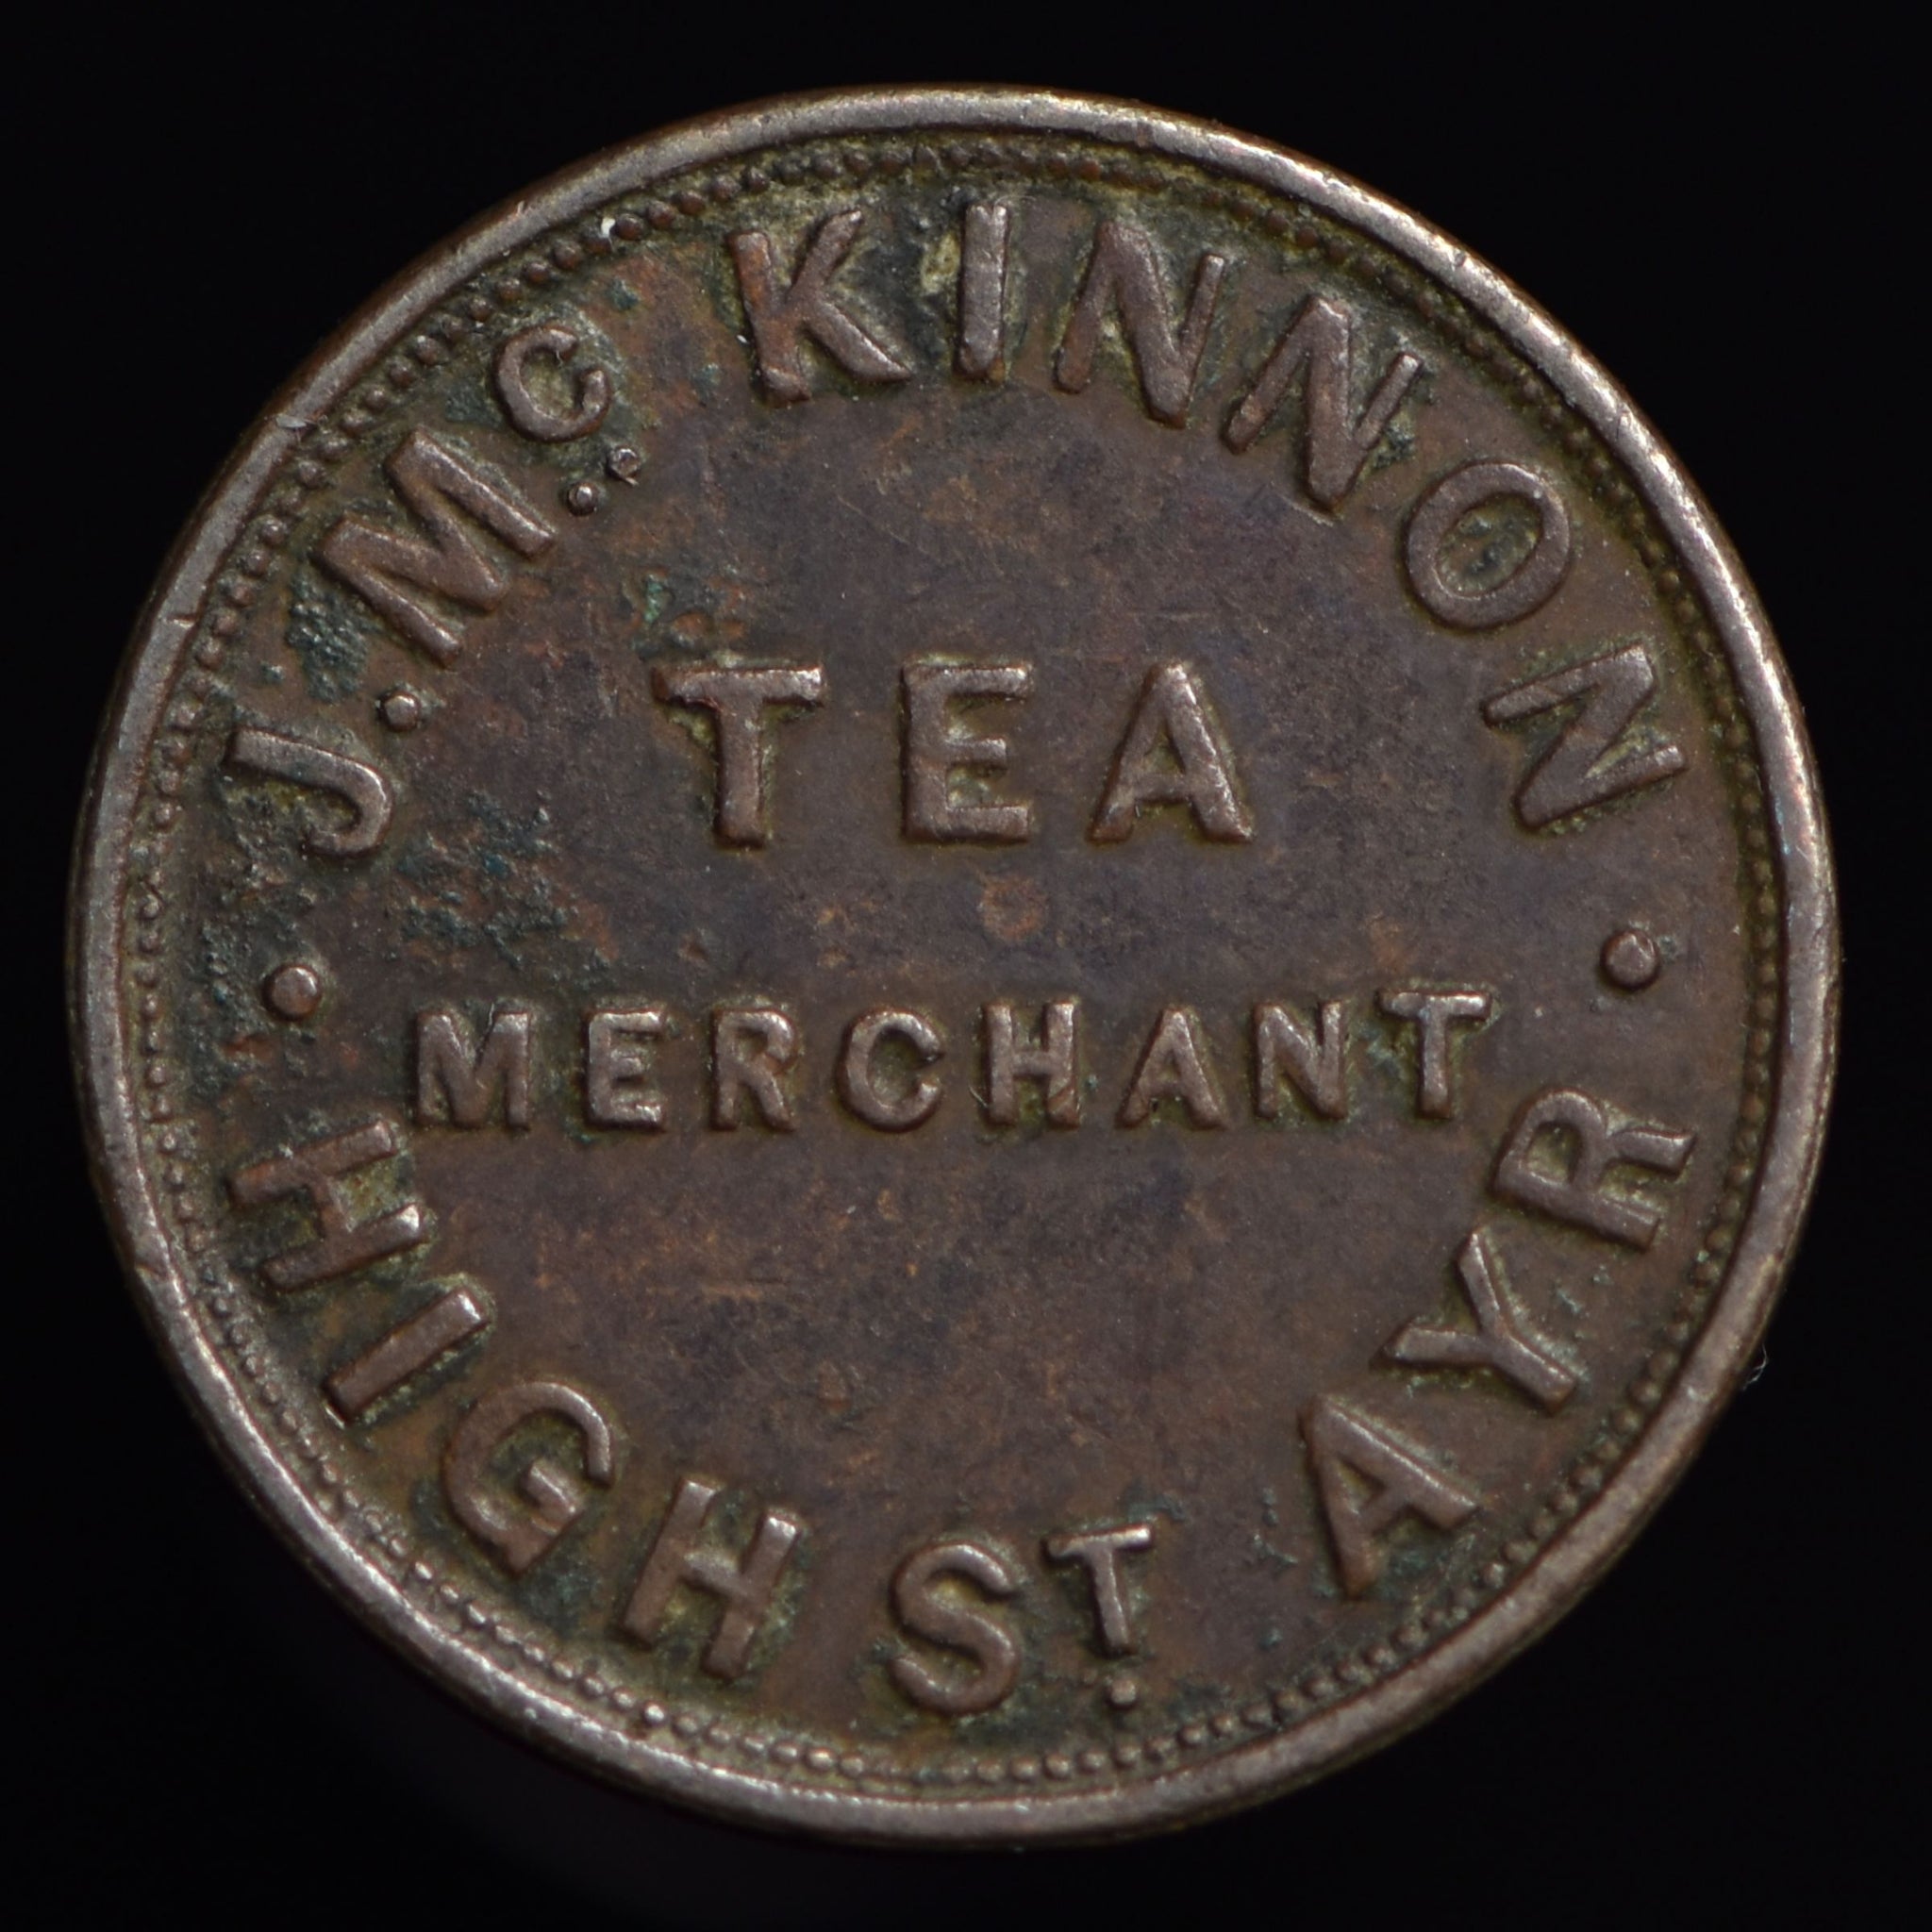 J. Mc KINNON
TEA
MERCHANT
HIGH ST. AYR